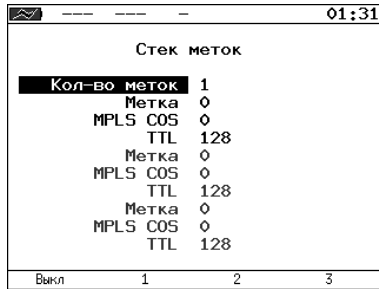 --- --- - 01:31
Стек меток
Кол-во меток 1
Метка 0
MPLS COS 0
TTL 128
Метка 0
MPLS COS 0
TTL 128
Метка 0
MPLS COS 0
TTL 128
Выкл 1 2 3